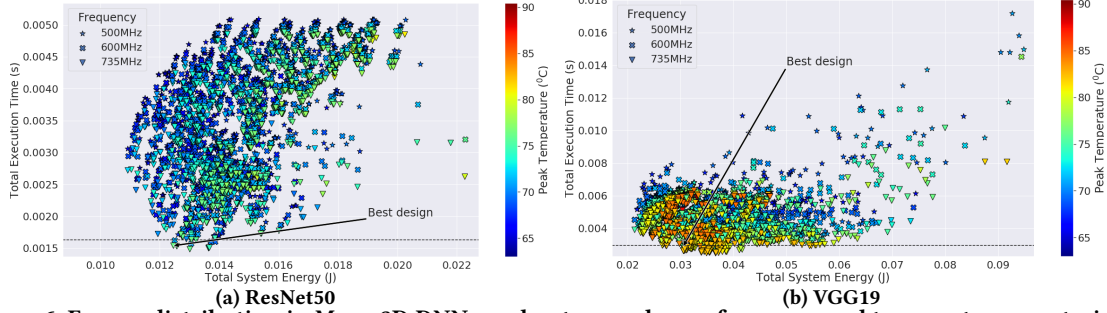 Frequency
500MHz
600MHz
735MHz
0.0050
0.0045
0.0040
0.0035
0.0030
0.0025
0.0020
0.0015
Total Execution Time (s)
Best design
0.010 0.012 0.014 0.016 0.018 0.020 0.022
Total System Energy (J)
90
85
80
75
70
65
Peak Temperature (⁰C)
(a) ResNet50
Frequency
500MHz
600MHz
735MHz
0.018
0.016
0.014
0.012
0.010
0.008
0.006
0.004
Total Execution Time (s)
Best design
0.02 0.03 0.04 0.05 0.06 0.07 0.08 0.09
Total System Energy (J)
90
85
80
75
70
65
Peak Temperature (⁰C)
(b) VGG19